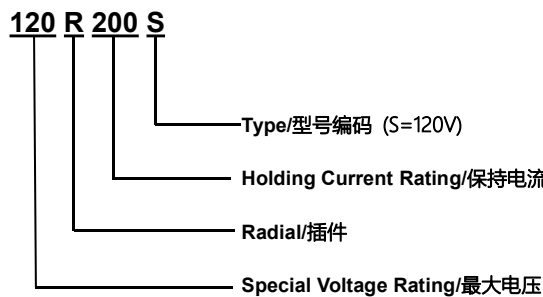 120 R 200 S
Type/型号编码 (S=120V)
Holding Current Rating/保持电流
Radial/插件
Special Voltage Rating/最大电压